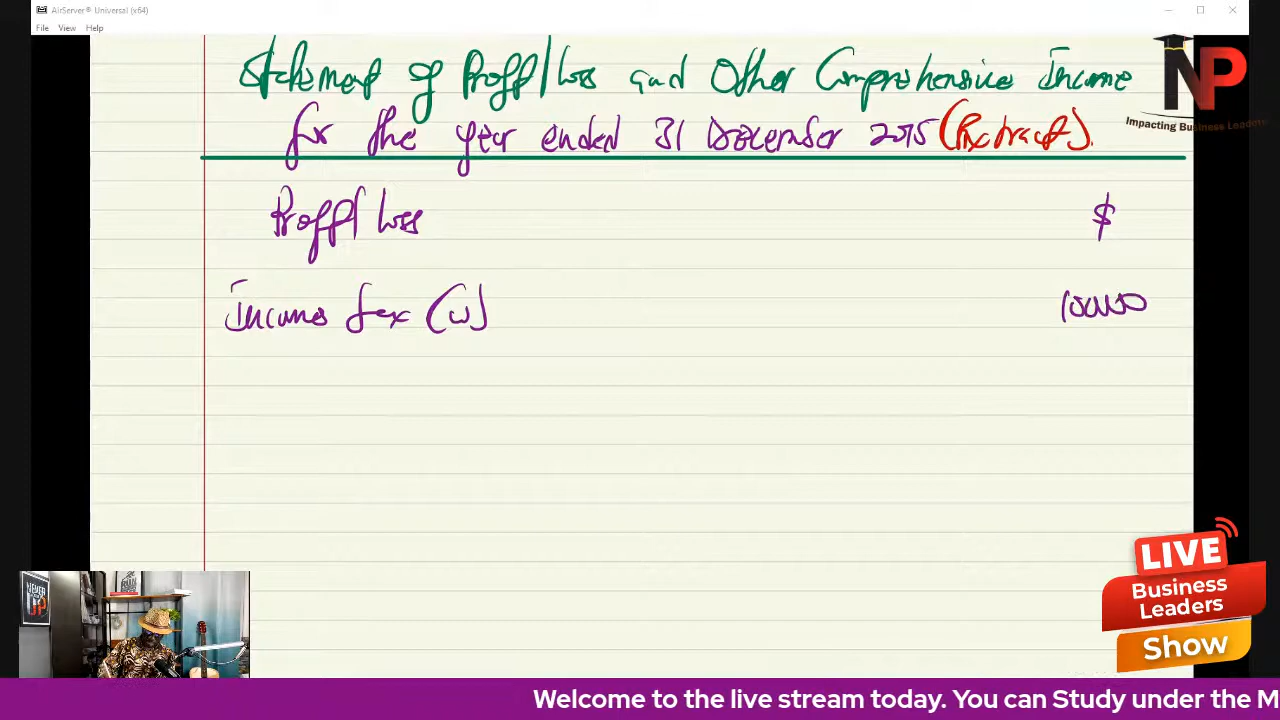 AirServer® Universal (x64)
File View Help
Statement of Profit/Loss and Other Comprehensive Income
for the year ended 31 December 2015 (Extract).
Profit/Loss $
Income tax (w)
NP
Impacting Business Leaders
LIVE
Business
Leaders
Show
Welcome to the live stream today. You can Study under the M